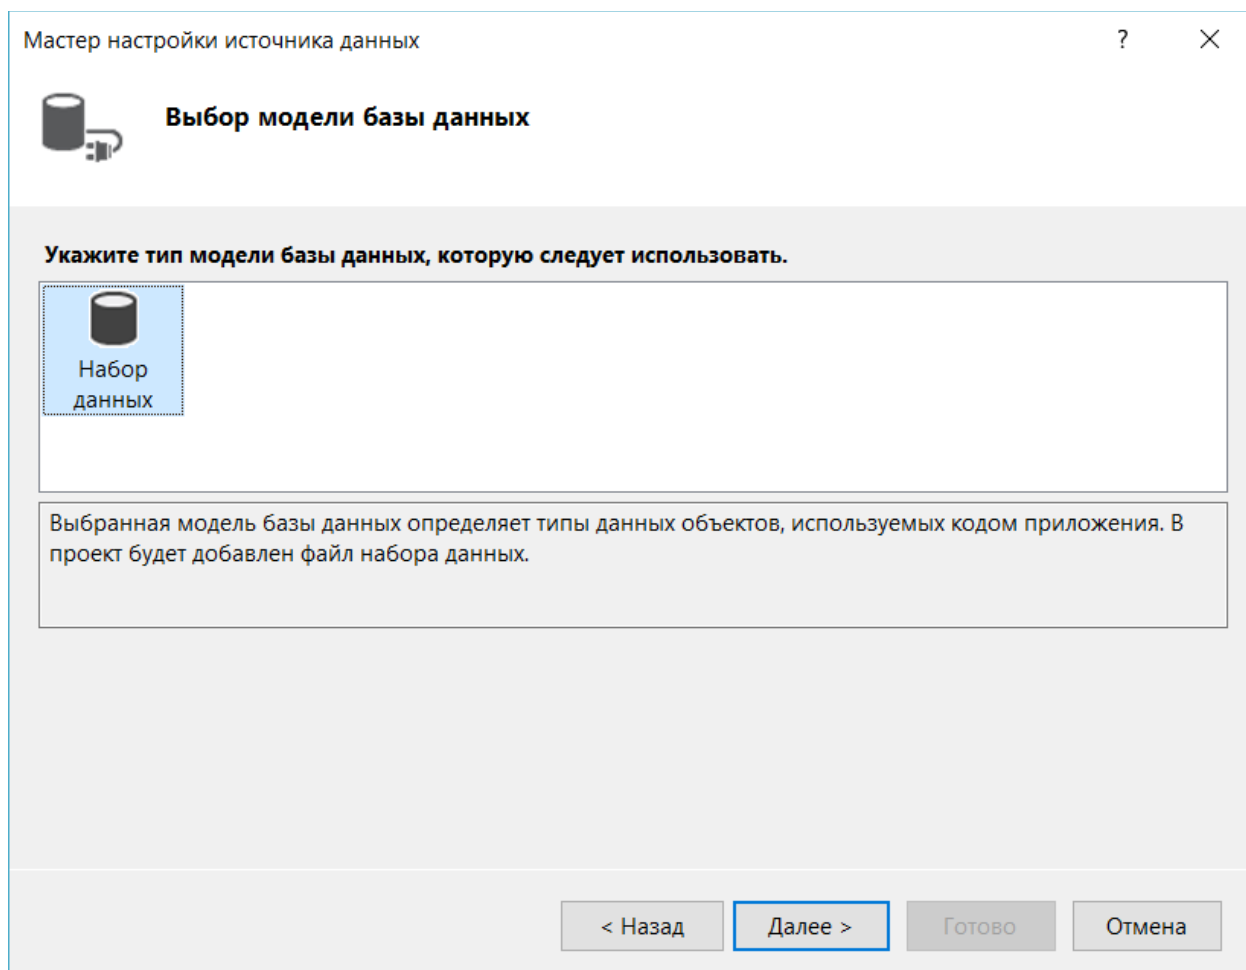 Мастер настройки источника данных
?
Выбор модели базы данных
Укажите тип модели базы данных, которую следует использовать.
Набор
данных
Выбранная модель базы данных определяет типы данных объектов, используемых кодом приложения. В
проект будет добавлен файл набора данных.
< Назад
Далее >
Готово
Отмена